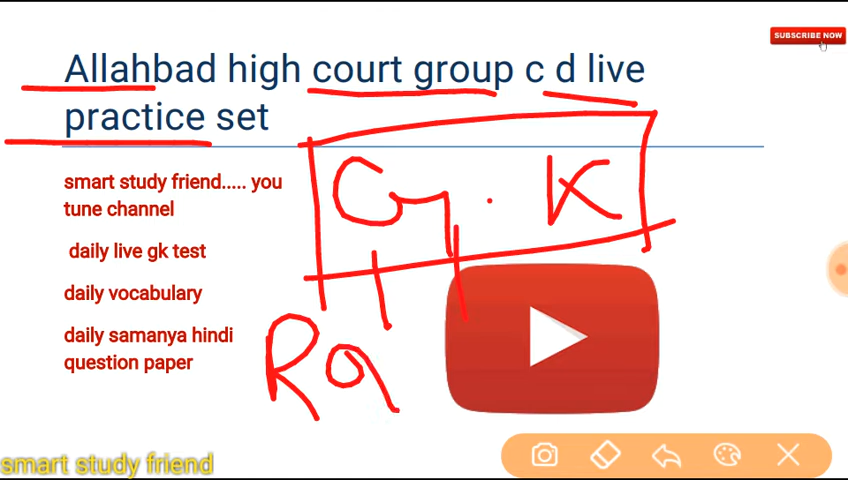 SUBSCRIBE NOW
Allahbad high court group c d live
practice set
smart study friend..... you
tune channel
daily live gk test
daily vocabulary
daily samanya hindi
question paper
G . K
smart study friend